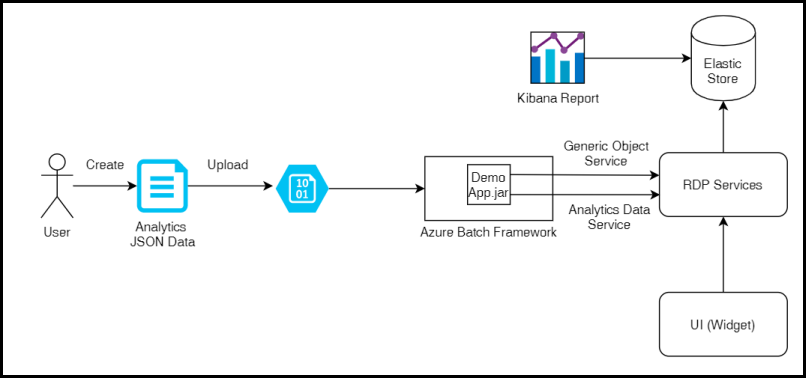 Kibana Report
Elastic
Store
Create
Upload
10
01
User
Analytics
JSON Data
Demo
App.jar
Azure Batch Framework
Generic Object
Service
Analytics Data
Service
RDP Services
UI (Widget)